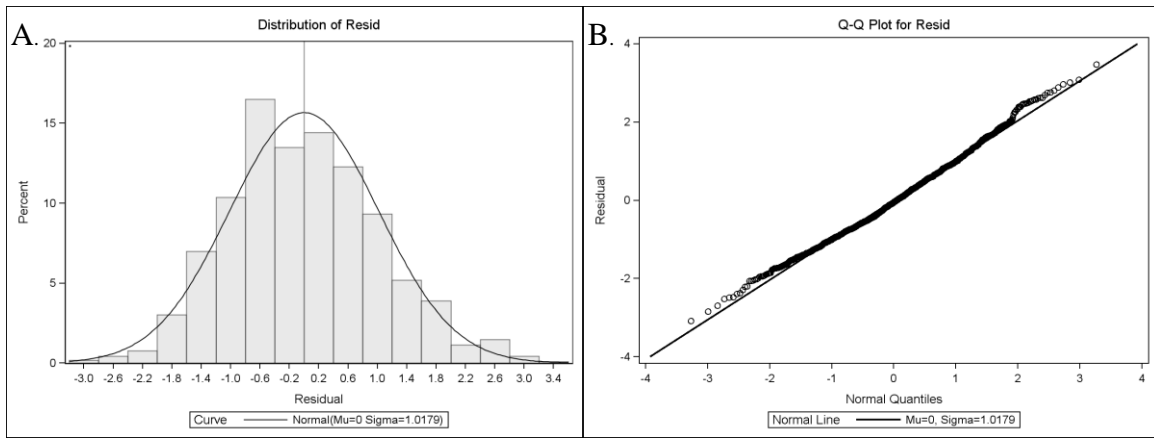 A.
Distribution of Resid
20
15
10
5
0
Percent
-3.0 -2.6 -2.2 -1.8 -1.4 -1.0 -0.6 -0.2 0.2 0.6 1.0 1.4 1.8 2.2 2.6 3.0 3.4
Residual
Curve Normal(Mu=0 Sigma=1.0179)
B.
Q-Q Plot for Resid
4
2
0
-2
-4
Residual
-4 -3 -2 -1 0 1 2 3 4
Normal Quantiles
Normal Line Mu=0, Sigma=1.0179